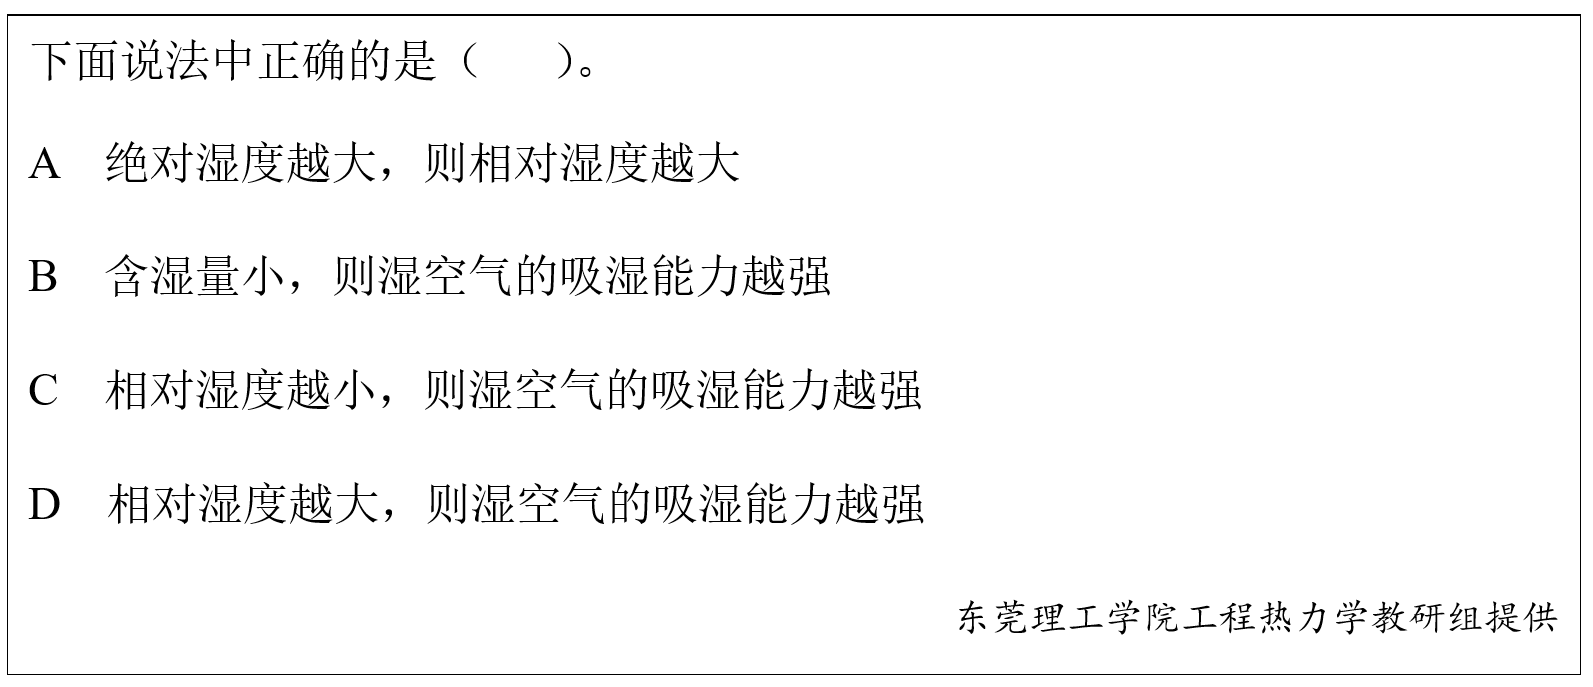 下面说法中正确的是（　　）。
A　绝对湿度越大，则相对湿度越大
B　含湿量小，则湿空气的吸湿能力越强
C　相对湿度越小，则湿空气的吸湿能力越强
D　相对湿度越大，则湿空气的吸湿能力越强
东莞理工学院工程热力学教研组提供